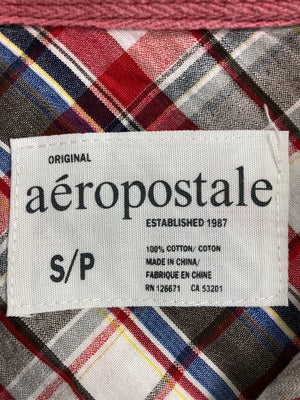 ORIGINAL
aéropostale
ESTABLISHED 1987
S/P
100% COTTON/ COTON
MADE IN CHINA/
FABRIQUE EN CHINE
RN 126671 CA 53201